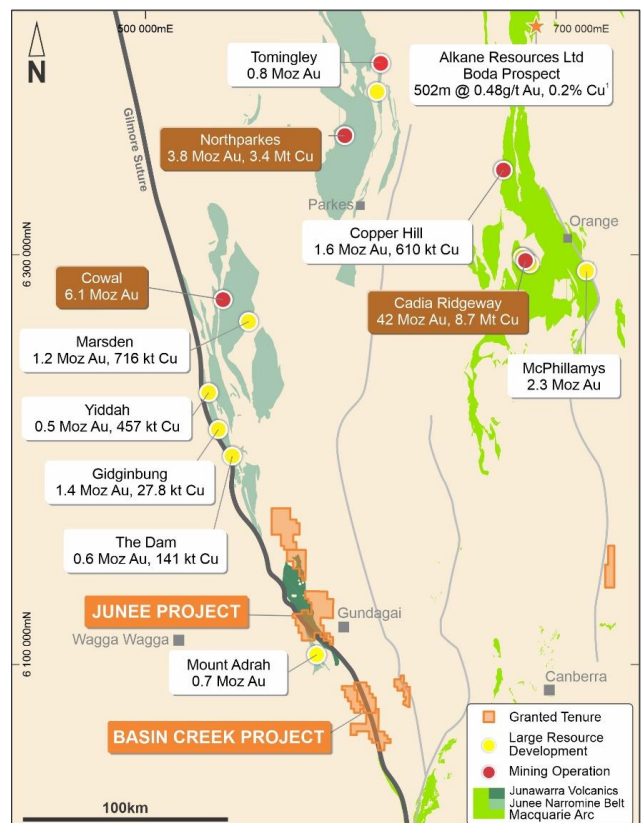 500 000mE
700 000mE
N
Tomingley
0.8 Moz Au
Alkane Resources Ltd
Boda Prospect
502m @ 0.48g/t Au, 0.2% Cu¹
Gilmore Suture
Northparkes
3.8 Moz Au, 3.4 Mt Cu
Parkes
Copper Hill
1.6 Moz Au, 610 kt Cu
Orange
6 300 000mN
Cowal
6.1 Moz Au
Cadia Ridgeway
42 Moz Au, 8.7 Mt Cu
Marsden
1.2 Moz Au, 716 kt Cu
McPhillamys
2.3 Moz Au
Yiddah
0.5 Moz Au, 457 kt Cu
Gidginbung
1.4 Moz Au, 27.8 kt Cu
The Dam
0.6 Moz Au, 141 kt Cu
JUNEE PROJECT
Gundagai
Wagga Wagga
6 100 000mN
Mount Adrah
0.7 Moz Au
Canberra
BASIN CREEK PROJECT
Granted Tenure
Large Resource
Development
Mining Operation
Junawarra Volcanics
Junee Narromine Belt
Macquarie Arc
100km